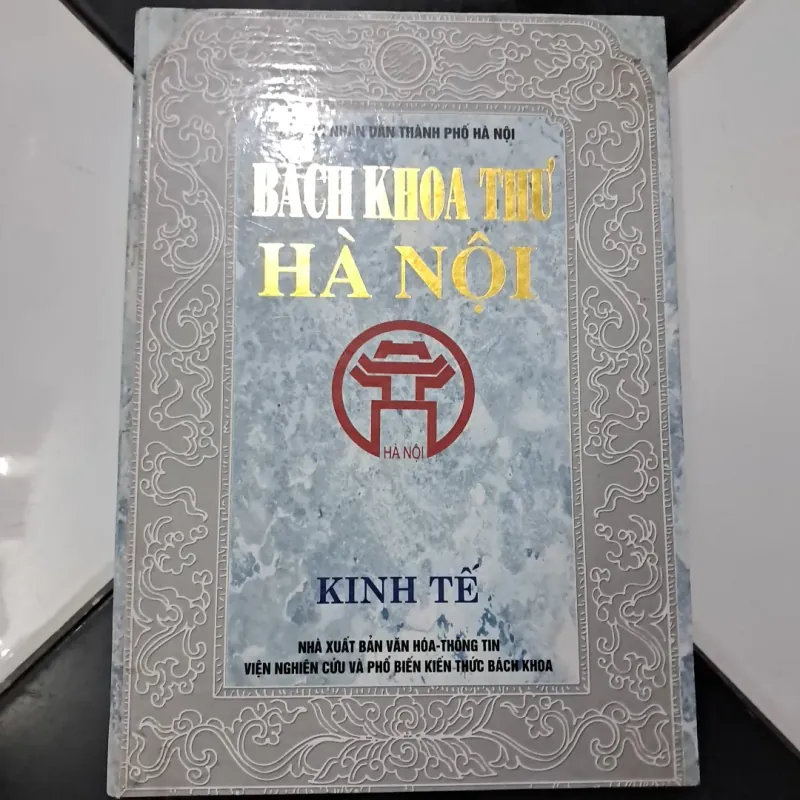 NHÂN DÂN THÀNH PHỐ HÀ NỘI
BÁCH KHOA THƯ
HÀ NỘI
HÀ NỘI
KINH TẾ
NHÀ XUẤT BẢN VĂN HÓA-THÔNG TIN
VIỆN NGHIÊN CỨU VÀ PHỔ BIẾN KIẾN THỨC BÁCH KHOA